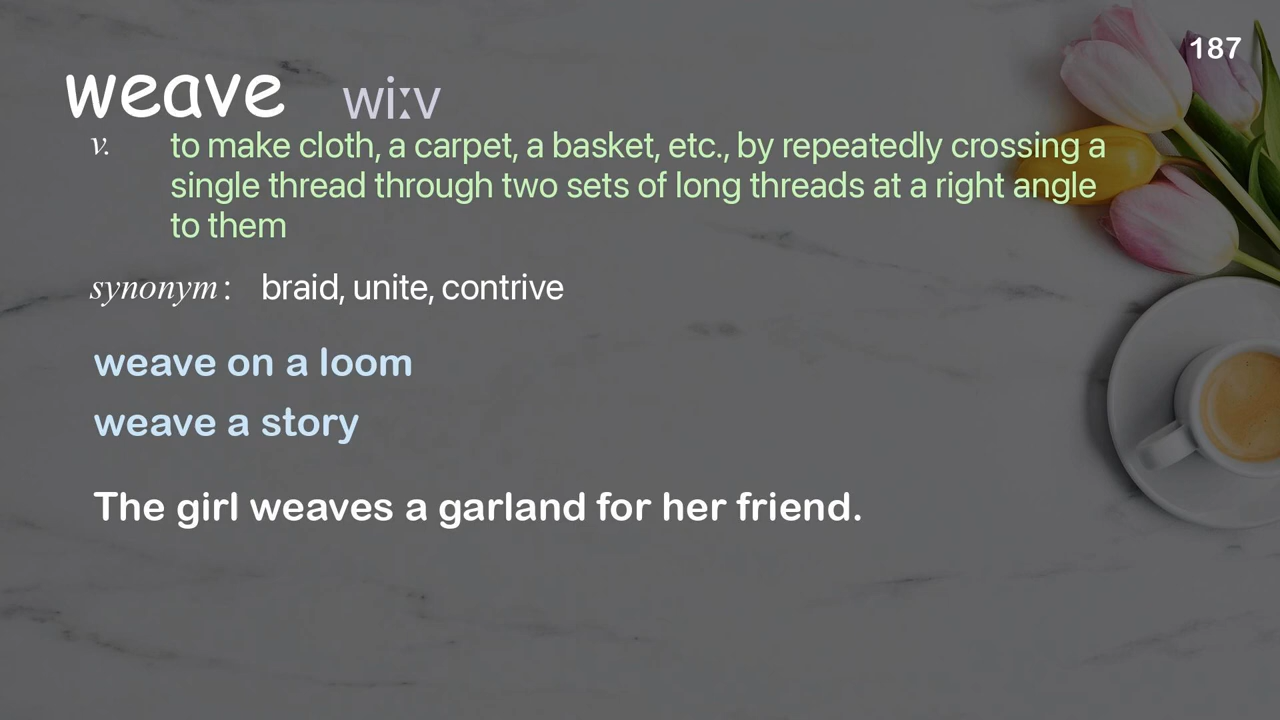 187
weave wiːv
v. to make cloth, a carpet, a basket, etc., by repeatedly crossing a
single thread through two sets of long threads at a right angle
to them
synonym : braid, unite, contrive
weave on a loom
weave a story
The girl weaves a garland for her friend.